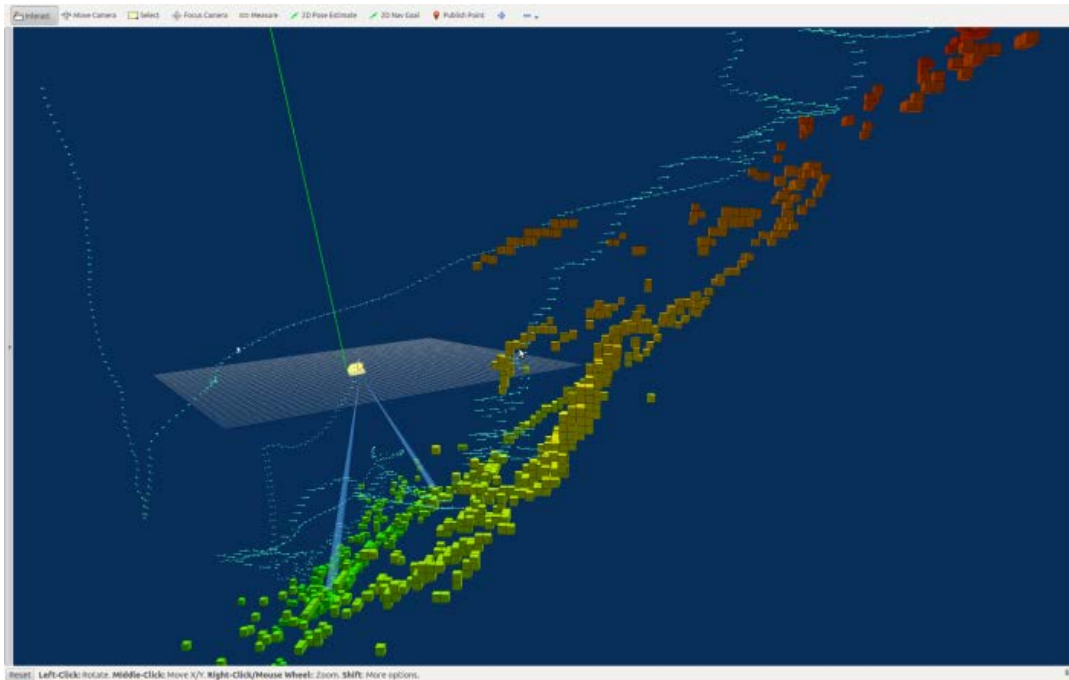 Interact Move Camera Select Focus Camera Measure 2D Pose Estimate 2D Nav Goal Publish Point
Reset Left-Click: Rotate. Middle-Click: Move X/Y. Right-Click/Mouse Wheel: Zoom. Shift: More options.